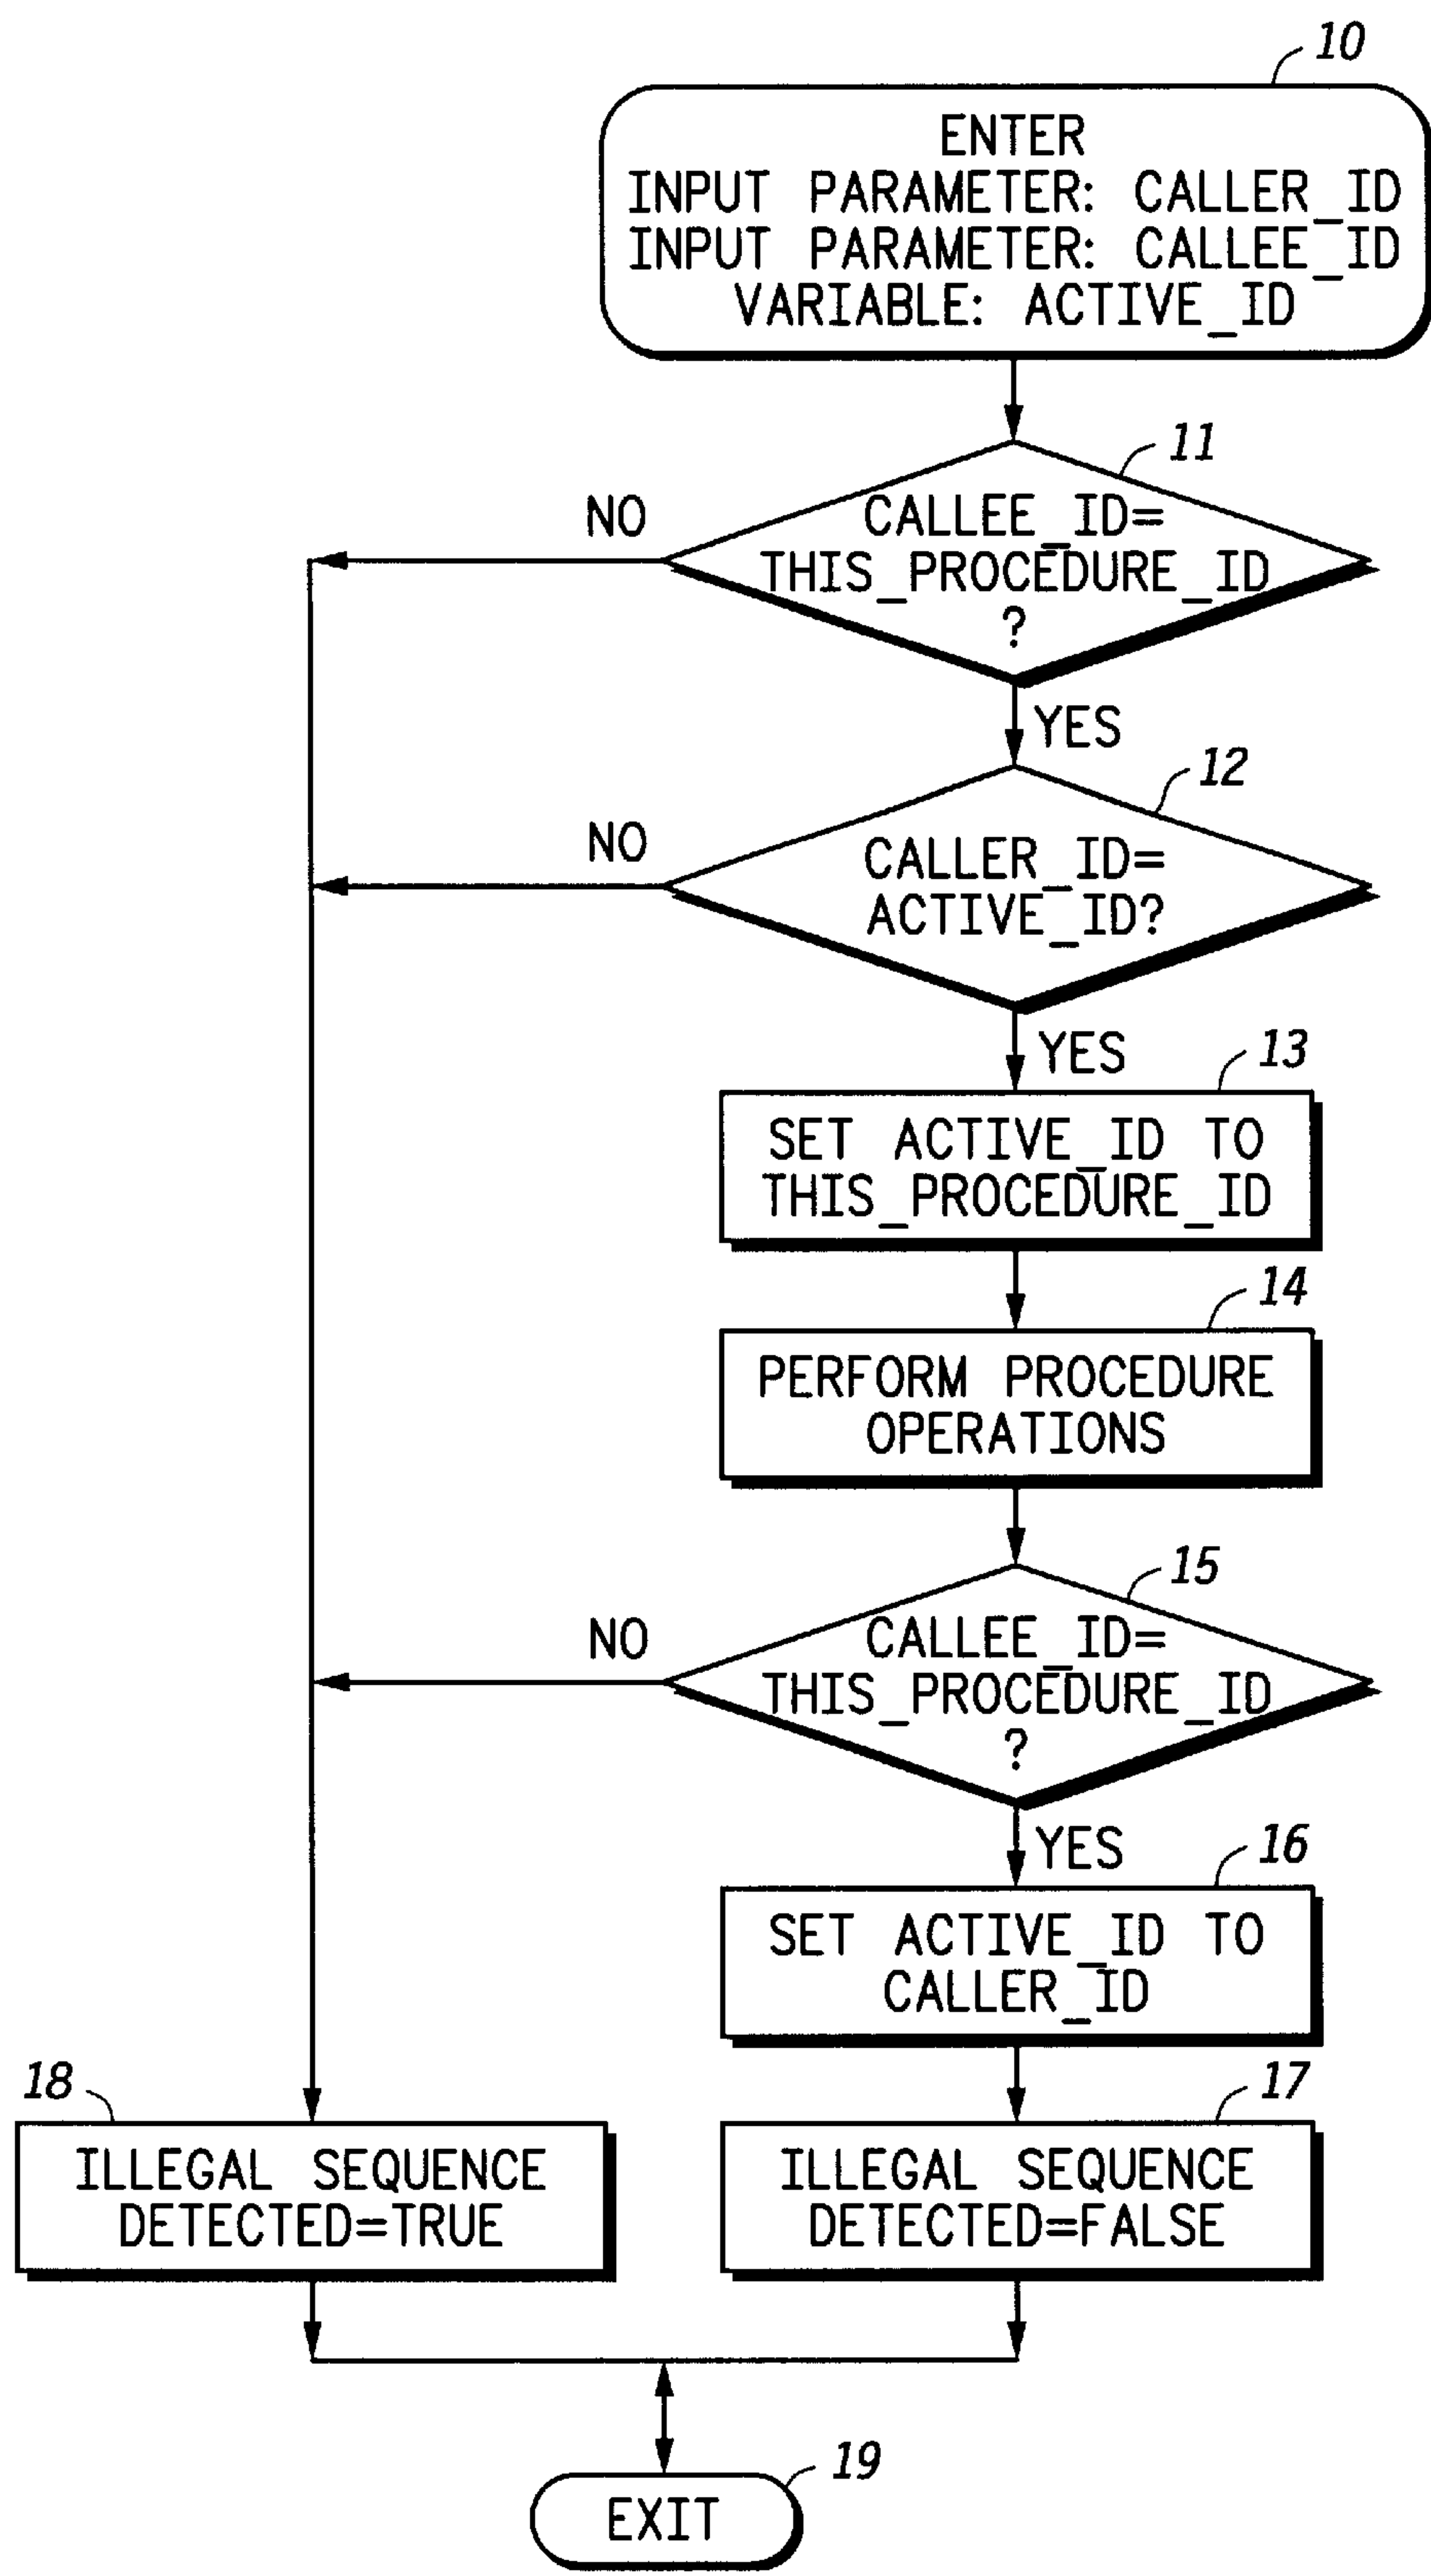 10
ENTER
INPUT PARAMETER: CALLER_ID
INPUT PARAMETER: CALLEE_ID
VARIABLE: ACTIVE_ID
11
CALLEE_ID=
THIS_PROCEDURE_ID
?
NO
YES
12
CALLER_ID=
ACTIVE_ID?
NO
YES
13
SET ACTIVE_ID TO
THIS_PROCEDURE_ID
14
PERFORM PROCEDURE
OPERATIONS
15
CALLEE_ID=
THIS_PROCEDURE_ID
?
NO
YES
16
SET ACTIVE_ID TO
CALLER_ID
18
ILLEGAL SEQUENCE
DETECTED=TRUE
17
ILLEGAL SEQUENCE
DETECTED=FALSE
19
EXIT